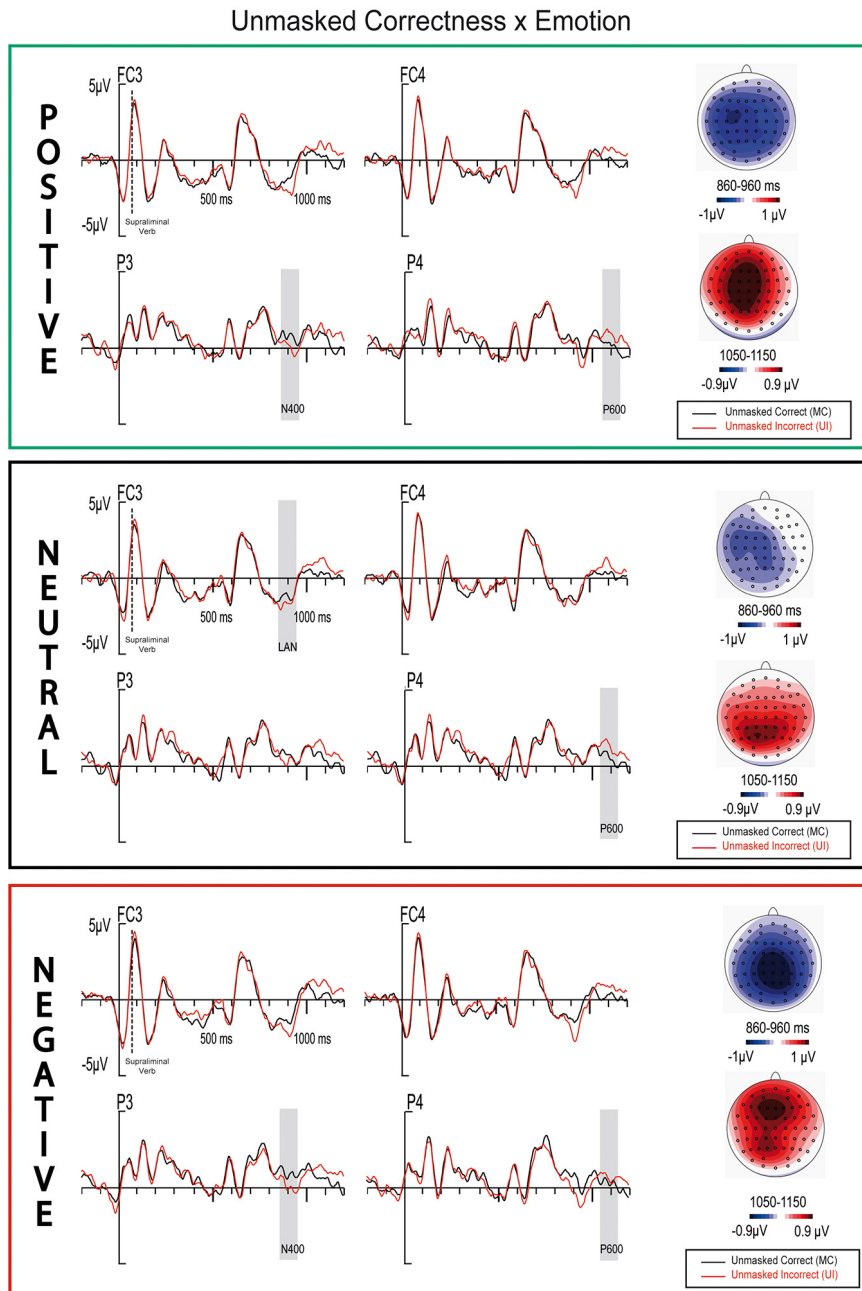 Unmasked Correctness x Emotion
POSITIVE
FC3
5µV
-5µV
500 ms
1000 ms
Supraliminal
Verb
FC4
P3
N400
P4
P600
860-960 ms
-1µV 1 µV
1050-1150
-0.9µV 0.9 µV
Unmasked Correct (MC)
Unmasked Incorrect (UI)
NEUTRAL
FC3
5µV
-5µV
500 ms
1000 ms
Supraliminal
Verb
LAN
FC4
P3
P4
P600
860-960 ms
-1µV 1 µV
1050-1150
-0.9µV 0.9 µV
Unmasked Correct (MC)
Unmasked Incorrect (UI)
NEGATIVE
FC3
5µV
-5µV
500 ms
1000 ms
Supraliminal
Verb
FC4
P3
N400
P4
P600
860-960 ms
-1µV 1 µV
1050-1150
-0.9µV 0.9 µV
Unmasked Correct (MC)
Unmasked Incorrect (UI)